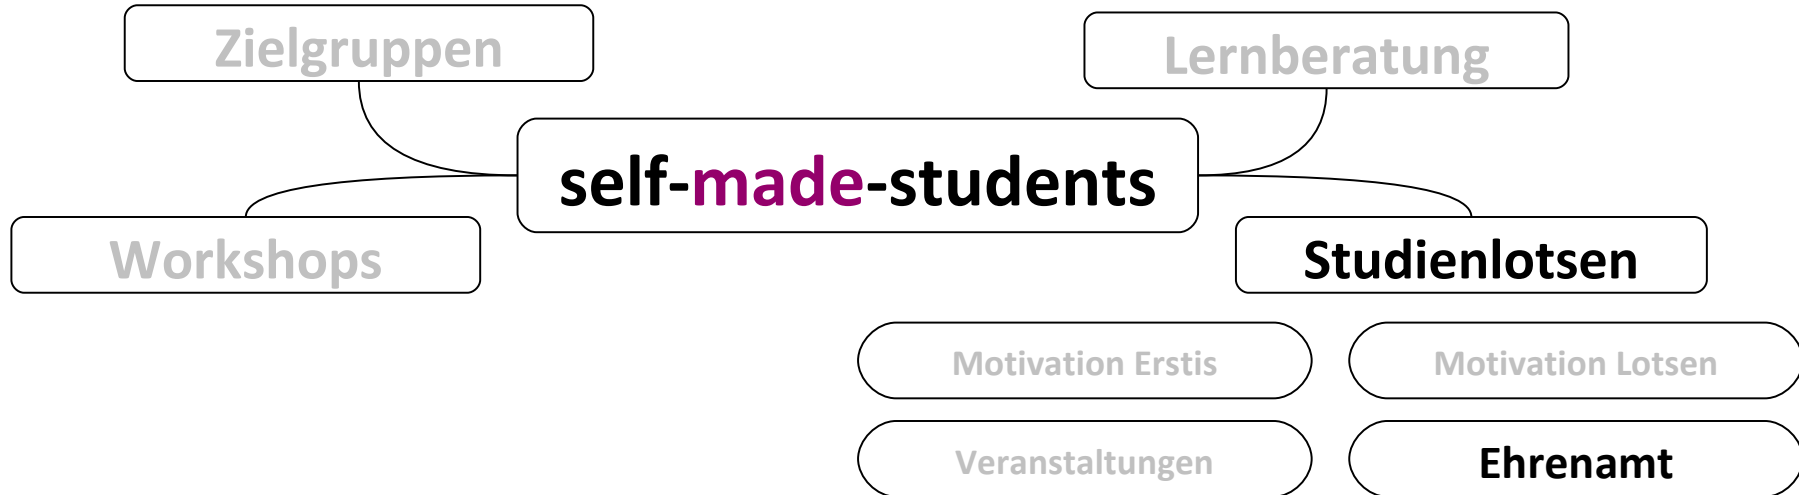 Zielgruppen
Lernberatung
self-made-students
Workshops
Studienlotsen
Motivation Erstis
Motivation Lotsen
Veranstaltungen
Ehrenamt